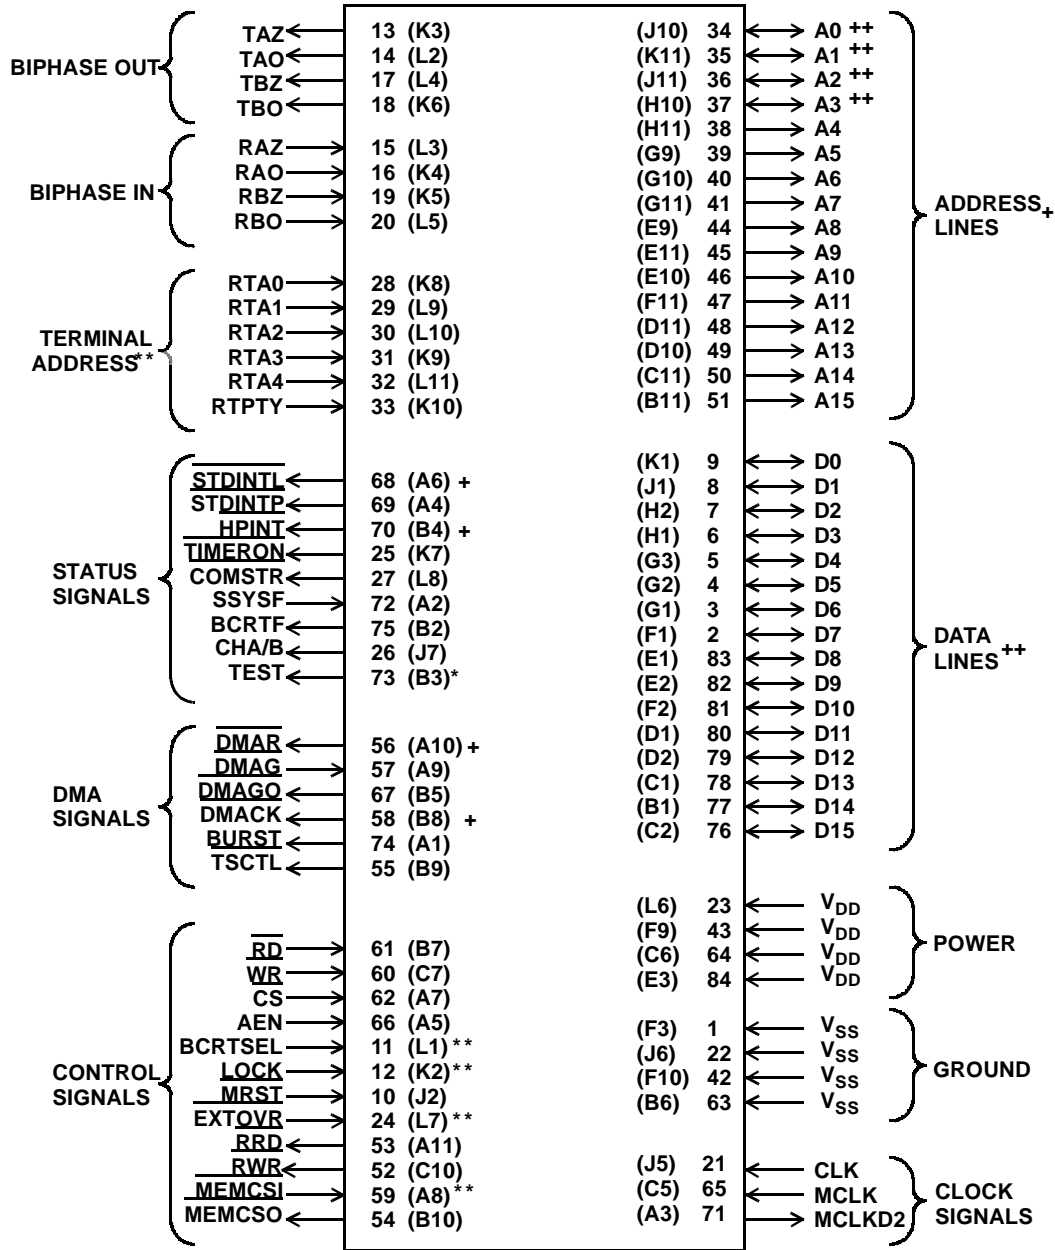 BIPHASE OUT
TAZ 13 (K3)
TAO 14 (L2)
TBZ 17 (L4)
TBO 18 (K6)
BIPHASE IN
RAZ 15 (L3)
RAO 16 (K4)
RBZ 19 (K5)
RBO 20 (L5)
TERMINAL
ADDRESS**
RTA0 28 (K8)
RTA1 29 (L9)
RTA2 30 (L10)
RTA3 31 (K9)
RTA4 32 (L11)
RTPTY 33 (K10)
STATUS
SIGNALS
STDINTL 68 (A6) +
STDINTP 69 (A4)
HPINT 70 (B4) +
TIMERON 25 (K7)
COMSTR 27 (L8)
SSYSF 72 (A2)
BCRTF 75 (B2)
CHA/B 26 (J7)
TEST 73 (B3)*
DMA
SIGNALS
DMAR 56 (A10) +
DMAG 57 (A9)
DMAGO 67 (B5)
DMACK 58 (B8) +
BURST 74 (A1)
TSCTL 55 (B9)
CONTROL
SIGNALS
RD 61 (B7)
WR 60 (C7)
CS 62 (A7)
AEN 66 (A5)
BCRTSEL 11 (L1)**
LOCK 12 (K2)**
MRST 10 (J2)
EXTOVR 24 (L7)**
RRD 53 (A11)
RWR 52 (C10)
MEMCSI 59 (A8)**
MEMCSO 54 (B10)
(J10) 34 A0 ++
(K11) 35 A1 ++
(J11) 36 A2 ++
(H10) 37 A3 ++
(H11) 38 A4
(G9) 39 A5
(G10) 40 A6
(G11) 41 A7
(E9) 44 A8
(E11) 45 A9
(E10) 46 A10
(F11) 47 A11
(D11) 48 A12
(D10) 49 A13
(C11) 50 A14
(B11) 51 A15
ADDRESS+
LINES
(K1) 9 D0
(J1) 8 D1
(H2) 7 D2
(H1) 6 D3
(G3) 5 D4
(G2) 4 D5
(G1) 3 D6
(F1) 2 D7
(E1) 83 D8
(E2) 82 D9
(F2) 81 D10
(D1) 80 D11
(D2) 79 D12
(C1) 78 D13
(B1) 77 D14
(C2) 76 D15
DATA
LINES ++
(L6) 23 VDD
(F9) 43 VDD
(C6) 64 VDD
(E3) 84 VDD
POWER
(F3) 1 VSS
(J6) 22 VSS
(F10) 42 VSS
(B6) 63 VSS
GROUND
(J5) 21 CLK
(C5) 65 MCLK
(A3) 71 MCLKD2
CLOCK
SIGNALS